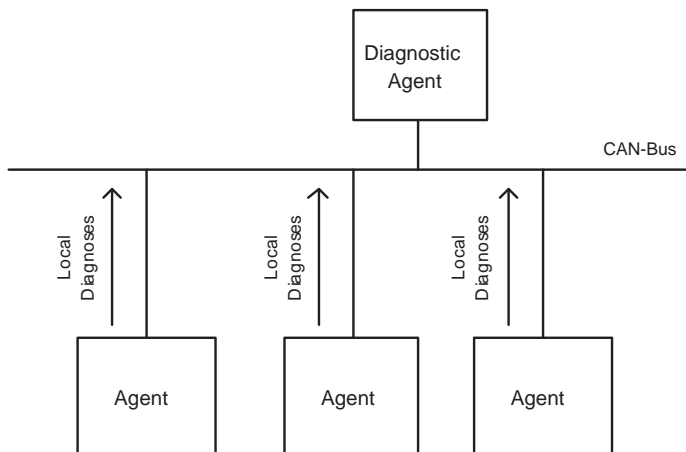 Diagnostic
Agent
CAN-Bus
Local
Diagnoses
Local
Diagnoses
Local
Diagnoses
Agent
Agent
Agent